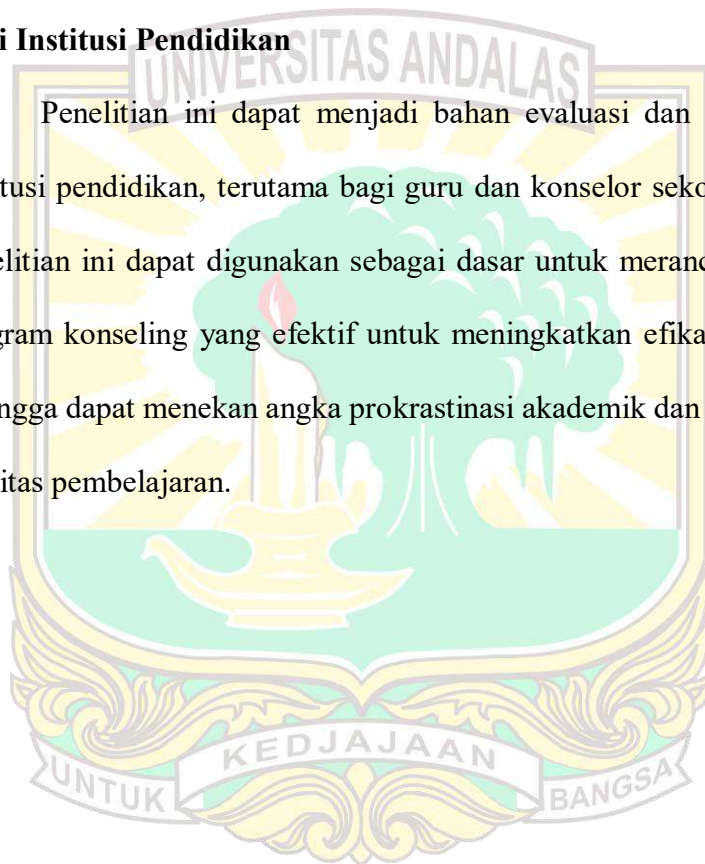 i Institusi Pendidikan
UNIVERSITAS ANDALAS
Penelitian ini dapat menjadi bahan evaluasi dan
tusi pendidikan, terutama bagi guru dan konselor seko
elitian ini dapat digunakan sebagai dasar untuk meranc
gram konseling yang efektif untuk meningkatkan efika
ngga dapat menekan angka prokrastinasi akademik dan
itas pembelajaran.
UNTUK KEDJAJAAN BANGSA